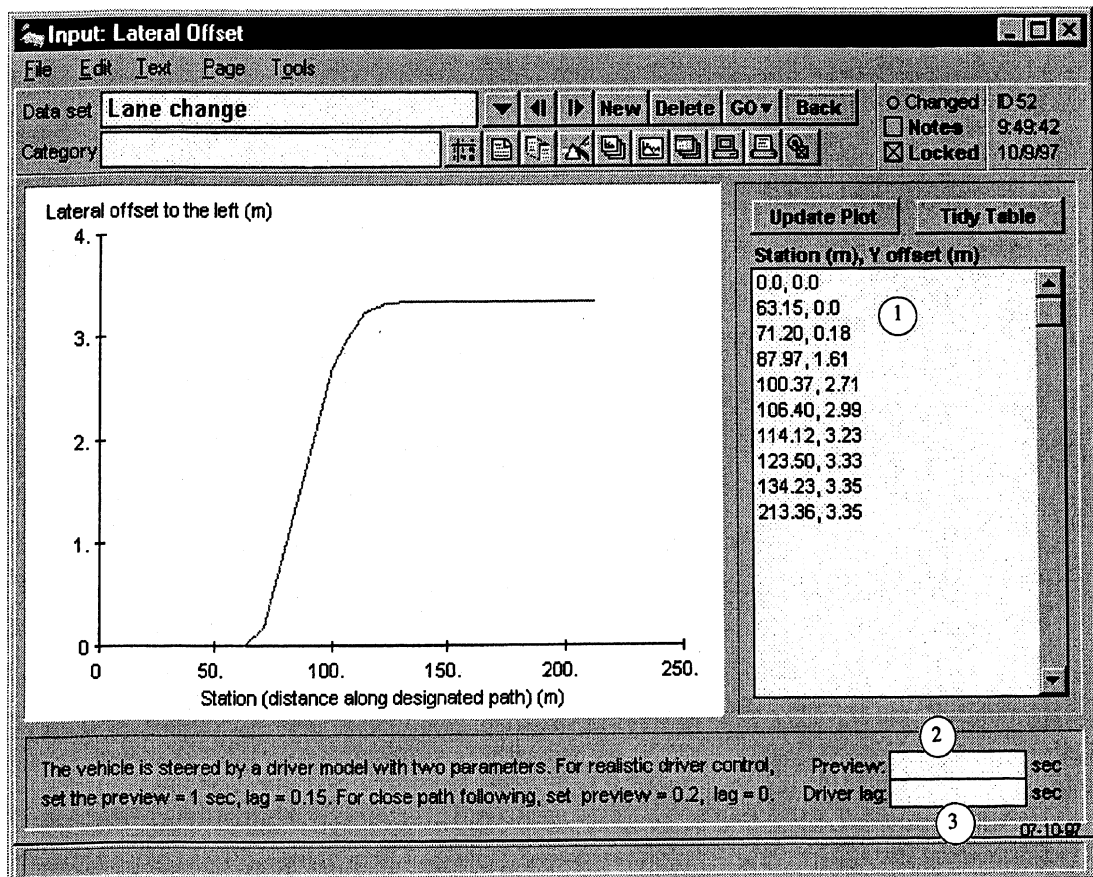 Input: Lateral Offset
File Edit Text Page Tools
Data set Lane change New Delete GO Back
Category
Changed ID 52
Notes 9:49:42
Locked 10/9/97
Lateral offset to the left (m)
4.
3.
2.
1.
0
0 50. 100. 150. 200. 250.
Station (distance along designated path) (m)
Update Plot Tidy Table
Station (m), Y offset (m)
0.0, 0.0
63.15, 0.0
71.20, 0.18
87.97, 1.61
100.37, 2.71
106.40, 2.99
114.12, 3.23
123.50, 3.33
134.23, 3.35
213.36, 3.35
1
2
The vehicle is steered by a driver model with two parameters. For realistic driver control,
set the preview = 1 sec, lag = 0.15. For close path following, set preview = 0.2, lag = 0.
Preview: sec
Driver lag: sec
3
07-10-97